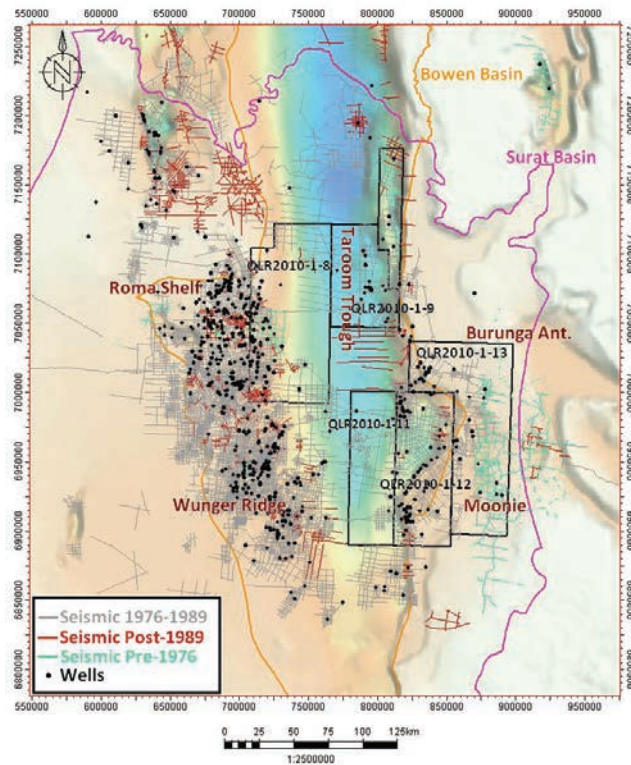 550000 600000 650000 700000 750000 800000 850000 900000 950000
7250000
7200000
7150000
7100000
7050000
7000000
6950000
6900000
6850000
6800000
N
Bowen Basin
Surat Basin
QLR2010-1-8
Taroom Trough
Roma Shelf
QLR2010-1-9
Burunga Ant.
QLR2010-1-13
QLR2010-1-11
QLR2010-1-12
Wunger Ridge
Moonie
Seismic 1976-1989
Seismic Post-1989
Seismic Pre-1976
Wells
550000 600000 650000 700000 750000 800000 850000 900000 950000
0 25 50 75 100 125km
1:2500000